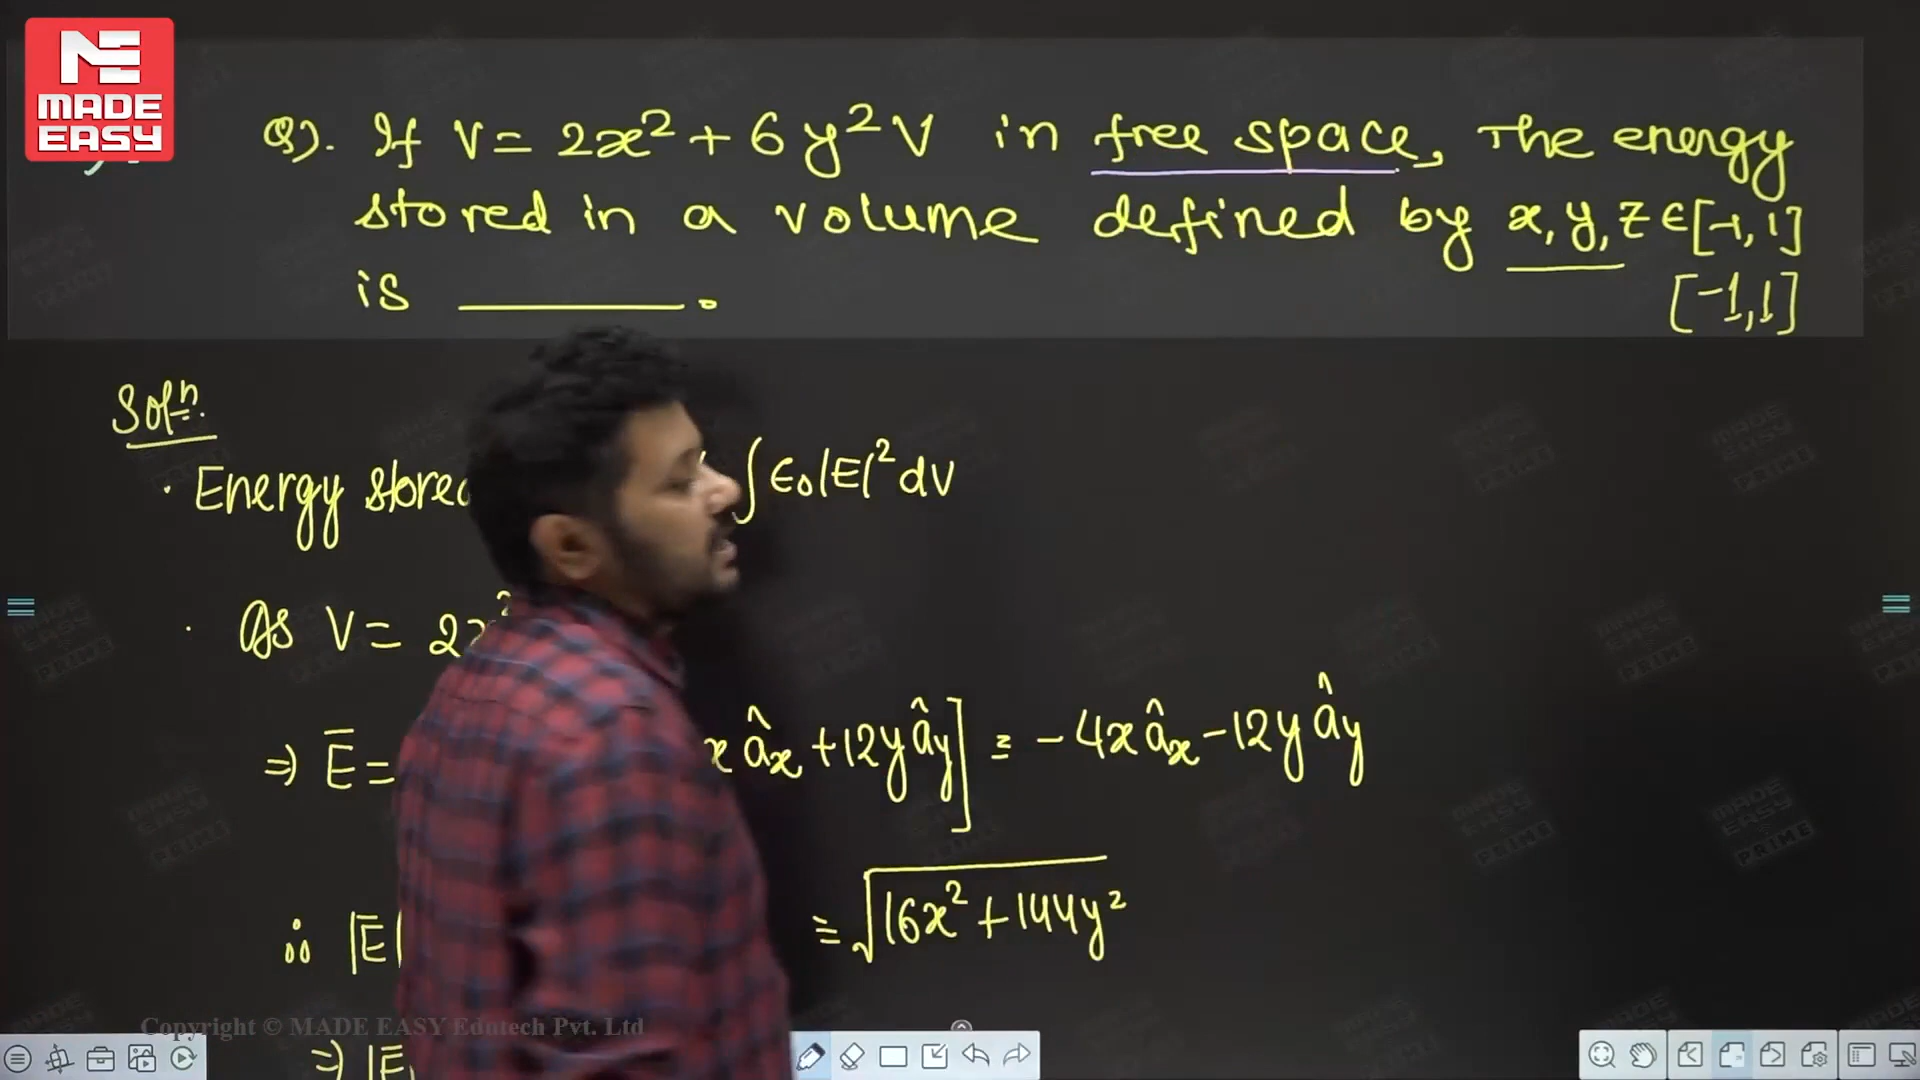 MADE
EASY
Q). If V = 2x² + 6y² V in free space, The energy
stored in a volume defined by x, y, z ∈ [-1, 1]
is ________.
[-1, 1]
Solⁿ.
· Energy stored ∫ ε₀|E|² dV
· As V = 2x²
⇒ E̅ = x âx + 12y ây] = -4x âx - 12y ây
∴ |E̅| = √(16x² + 144y²)
Copyright © MADE EASY Edutech Pvt. Ltd
⇒ |E̅